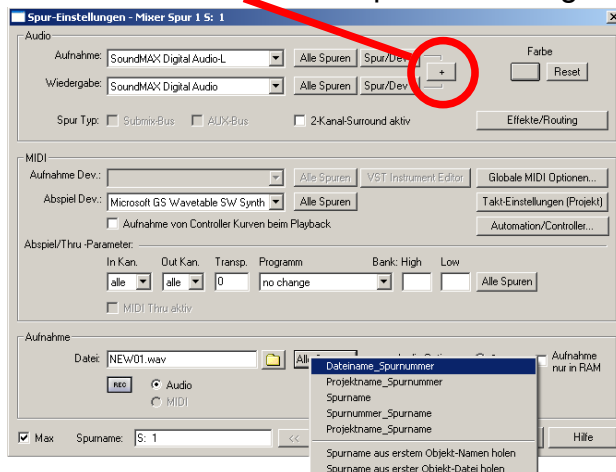 Spur-Einstellungen - Mixer Spur 1 S: 1
Audio
Aufnahme: SoundMAX Digital Audio-L Alle Spuren Spur/Dev Farbe
+ Reset
Wiedergabe: SoundMAX Digital Audio Alle Spuren Spur/Dev
Spur Typ: Submix-Bus AUX-Bus 2-Kanal-Surround aktiv Effekte/Routing
MIDI
Aufnahme Dev.: Alle Spuren VST Instrument Editor Globale MIDI Optionen...
Abspiel Dev.: Microsoft GS Wavetable SW Synth Alle Spuren Takt-Einstellungen (Projekt)
Aufnahme von Controller Kurven beim Playback Automation/Controller...
Abspiel/Thru -Parameter:
In Kan. Out Kan. Transp. Programm Bank: High Low
alle alle 0 no change Alle Spuren
MIDI Thru aktiv
Aufnahme
Datei: NEW01.wav Aufnahme
nur in RAM
REC Audio
MIDI
Dateiname_Spurnummer
Projektname_Spurnummer
Spurname
Spurnummer_Spurname
Projektname_Spurname
Spurname aus erstem Objekt-Namen holen
Spurname aus erster Objekt-Datei holen
Max Spurname: S: 1 << Hilfe